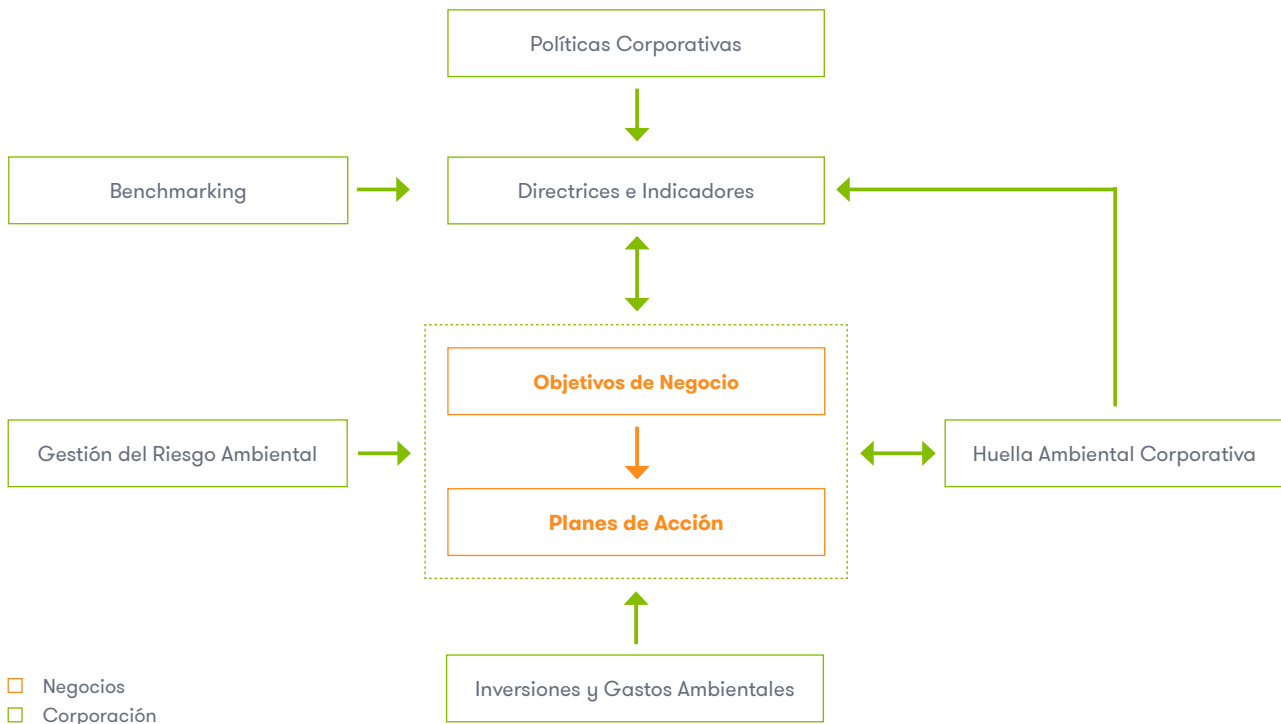 Políticas Corporativas
Benchmarking
Directrices e Indicadores
Objetivos de Negocio
Gestión del Riesgo Ambiental
Huella Ambiental Corporativa
Planes de Acción
Inversiones y Gastos Ambientales
Negocios
Corporación